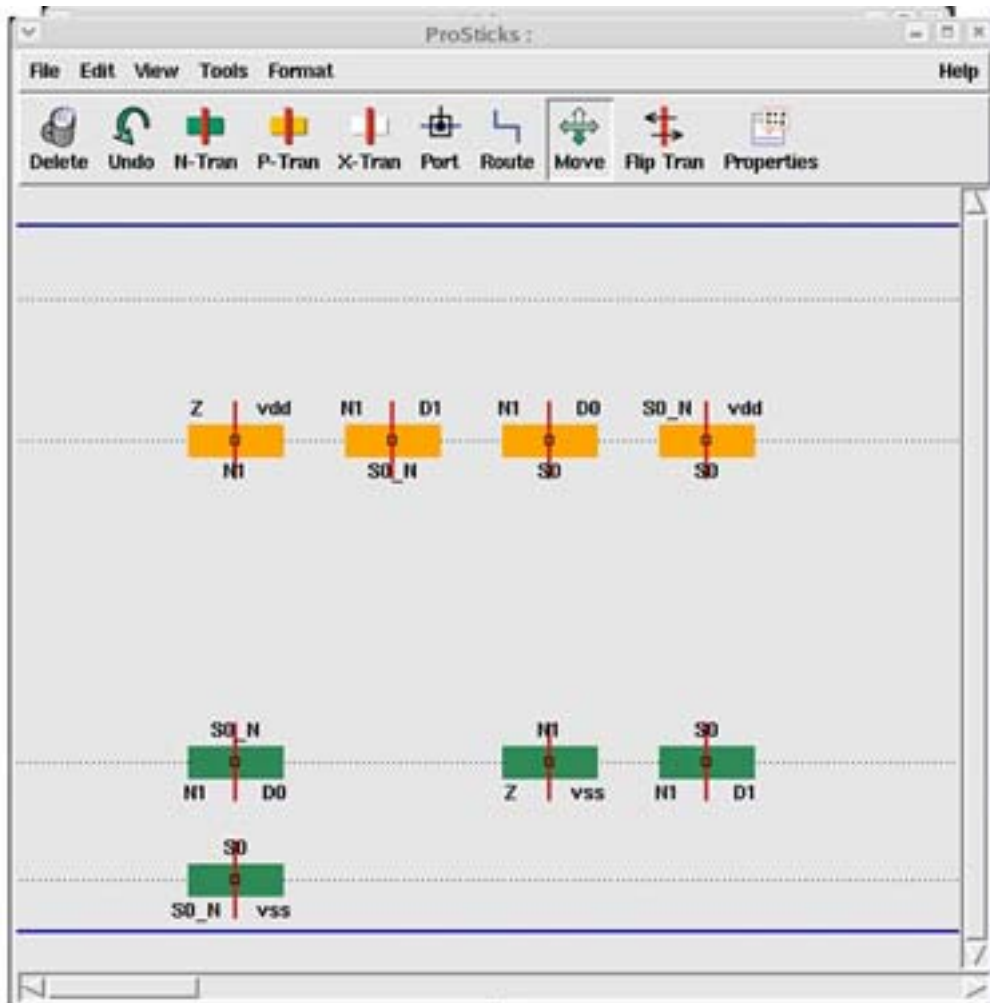 ProSticks :
File Edit View Tools Format Help
Delete Undo N-Tran P-Tran X-Tran Port Route Move Flip Tran Properties
Z vdd N1 D1 N1 D0 S0_N vdd
N1 S0_N S0 S0
S0_N N1 S0
N1 D0 Z vss N1 D1
S0
S0_N vss